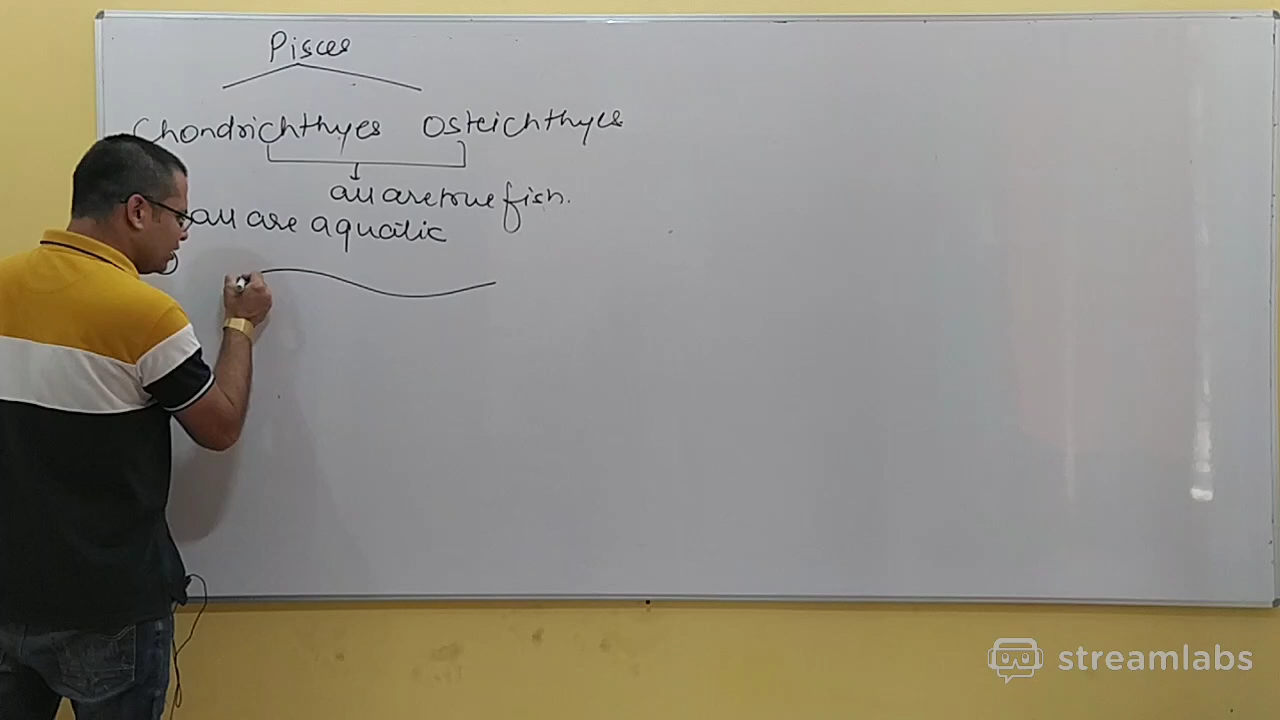 Pisces
Chondrichthyes Osteichthyes
all are true fish.
all are aquatic
streamlabs